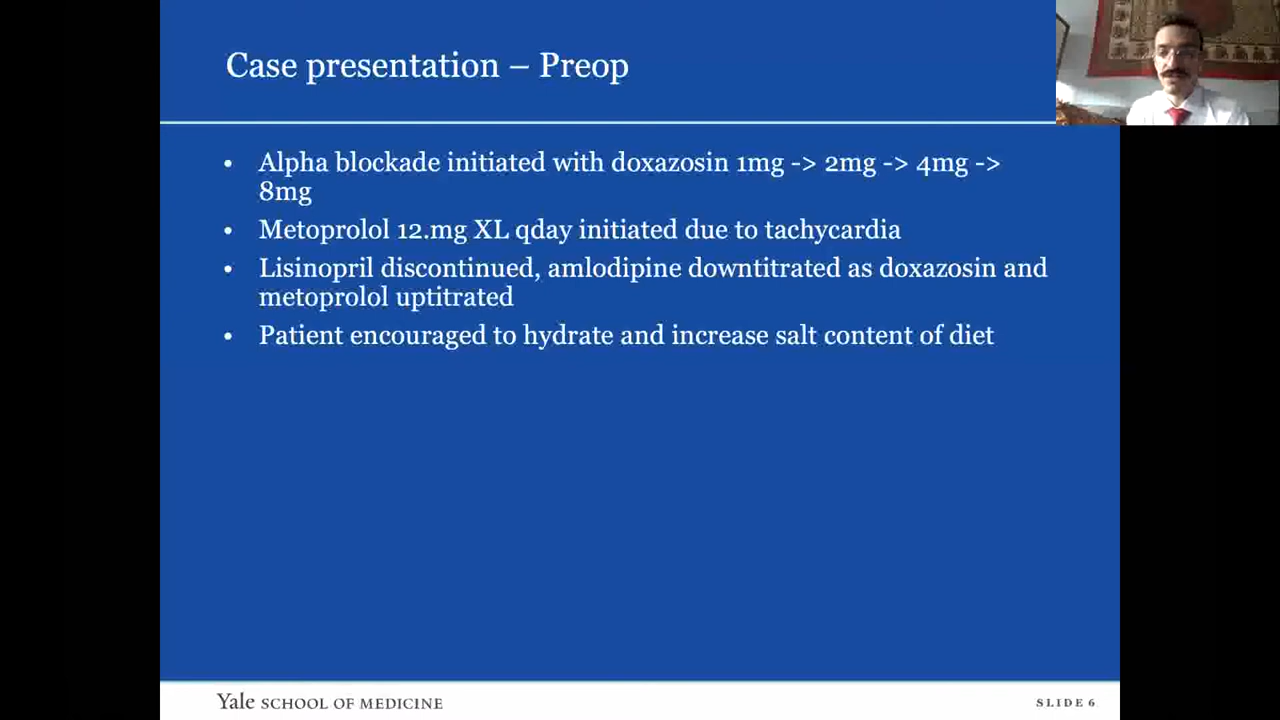 Case presentation – Preop
• Alpha blockade initiated with doxazosin 1mg -> 2mg -> 4mg ->
8mg
• Metoprolol 12.mg XL qday initiated due to tachycardia
• Lisinopril discontinued, amlodipine downtitrated as doxazosin and
metoprolol uptitrated
• Patient encouraged to hydrate and increase salt content of diet
Yale SCHOOL OF MEDICINE
SLIDE 6